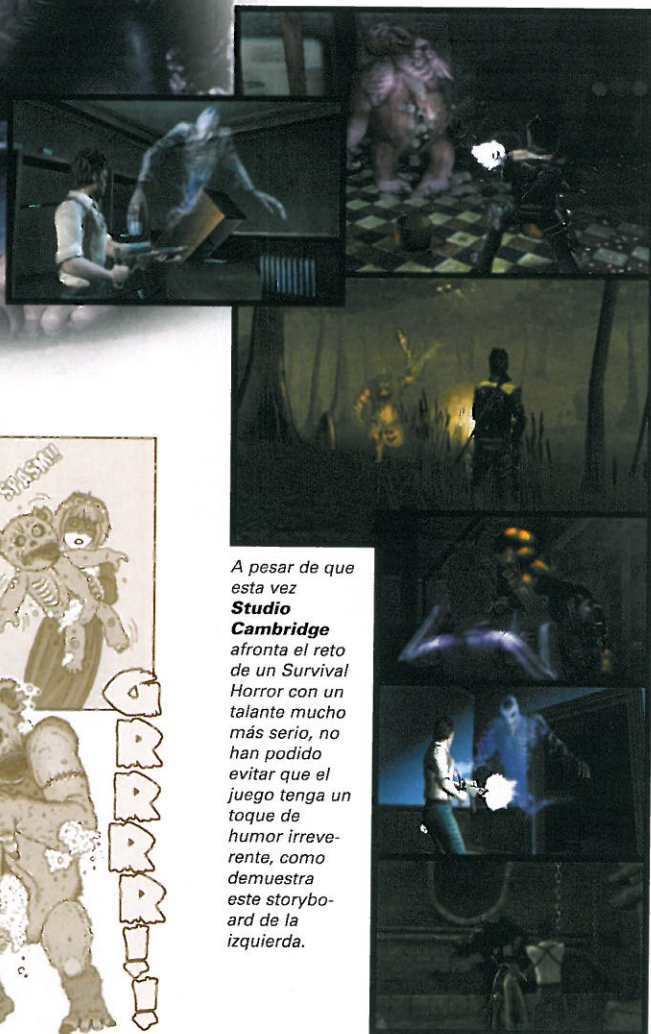 SPASM!!
GRRRR!!!
A pesar de que
esta vez
Studio
Cambridge
afronta el reto
de un Survival
Horror con un
talante mucho
más serio, no
han podido
evitar que el
juego tenga un
toque de
humor irreve-
rente, como
demuestra
este storybo-
ard de la
izquierda.